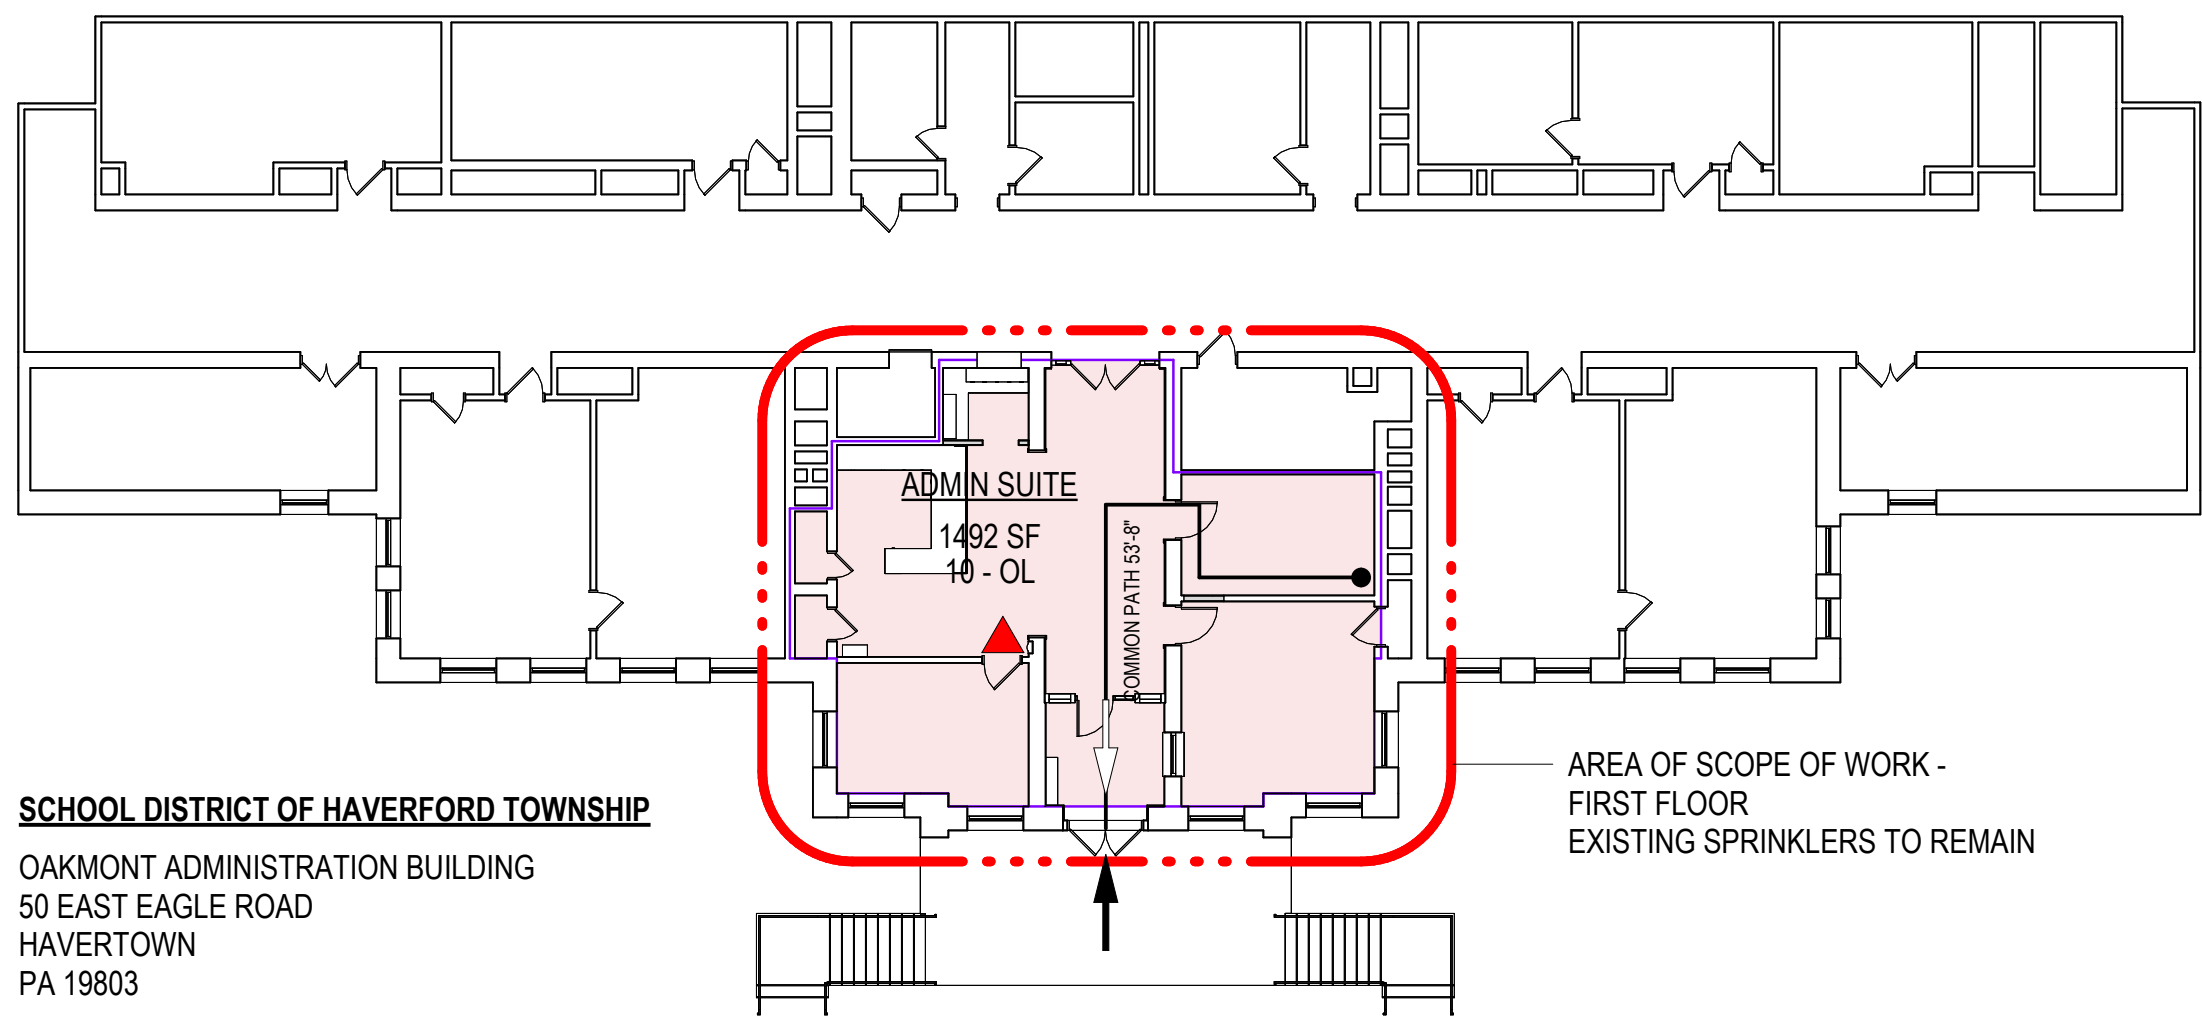 ADMIN SUITE
1492 SF
10 - OL
COMMON PATH 53'-8"
AREA OF SCOPE OF WORK -
FIRST FLOOR
EXISTING SPRINKLERS TO REMAIN
SCHOOL DISTRICT OF HAVERFORD TOWNSHIP
OAKMONT ADMINISTRATION BUILDING
50 EAST EAGLE ROAD
HAVERTOWN
PA 19803